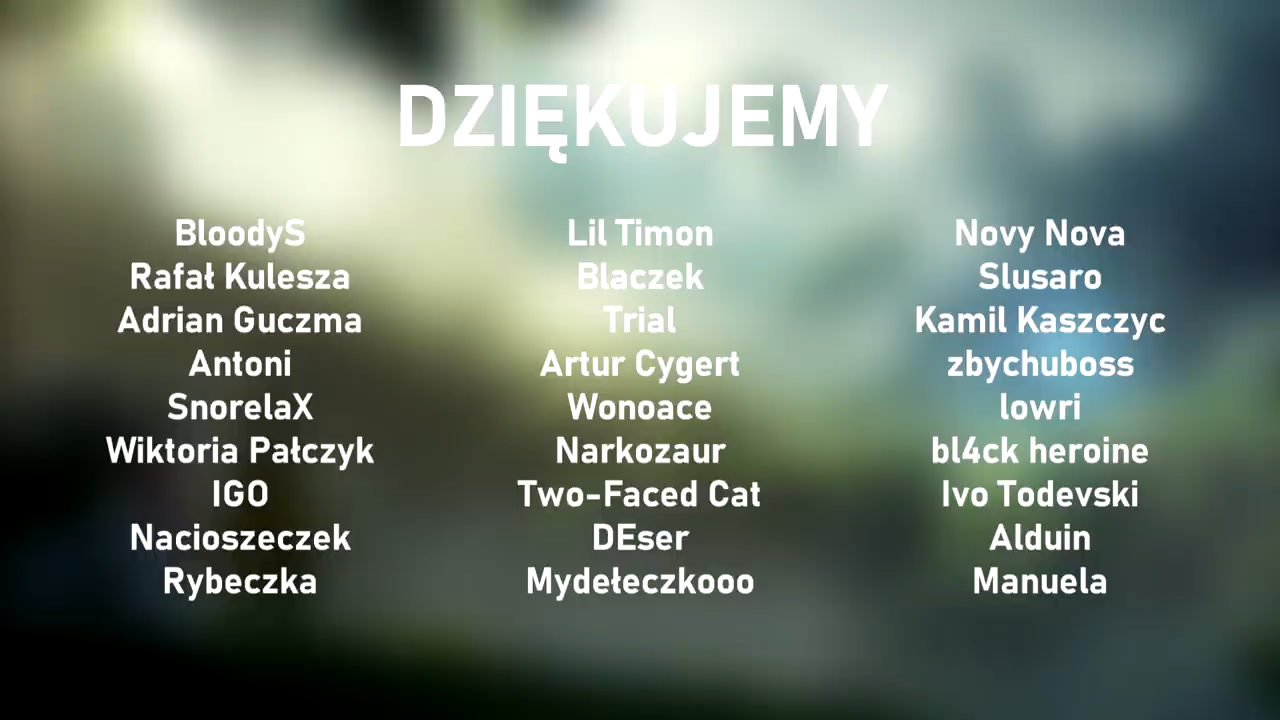 DZIĘKUJEMY
BloodyS
Rafał Kulesza
Adrian Guczma
Antoni
SnorelaX
Wiktoria Pałczyk
IGO
Nacioszeczek
Rybeczka
Lil Timon
Blaczek
Trial
Artur Cygert
Wonoace
Narkozaur
Two-Faced Cat
DEser
Mydełeczkooo
Novy Nova
Slusaro
Kamil Kaszczyc
zbychuboss
lowri
bl4ck heroine
Ivo Todevski
Alduin
Manuela